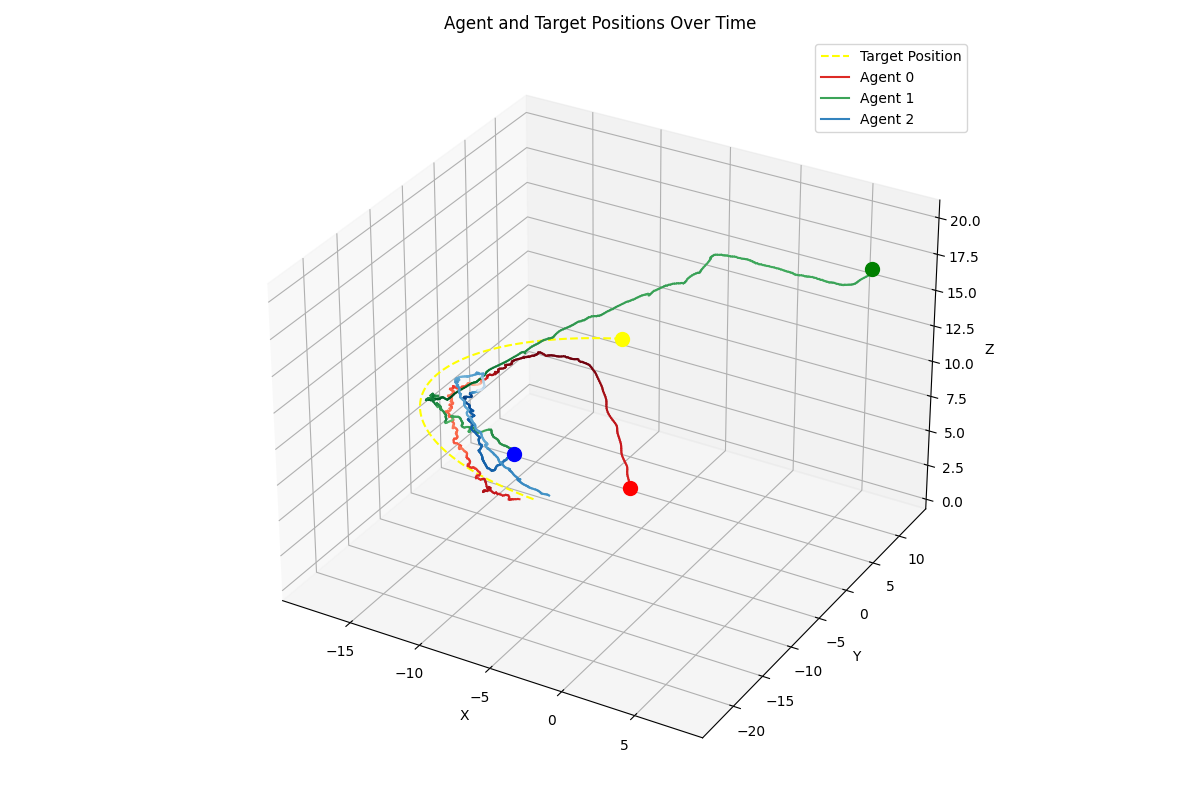 Agent and Target Positions Over Time
Target Position
Agent 0
Agent 1
Agent 2
20.0
17.5
15.0
12.5
10.0
7.5
5.0
2.5
0.0
Z
10
5
0
−5
−10
−15
−20
Y
−15
−10
−5
0
5
X